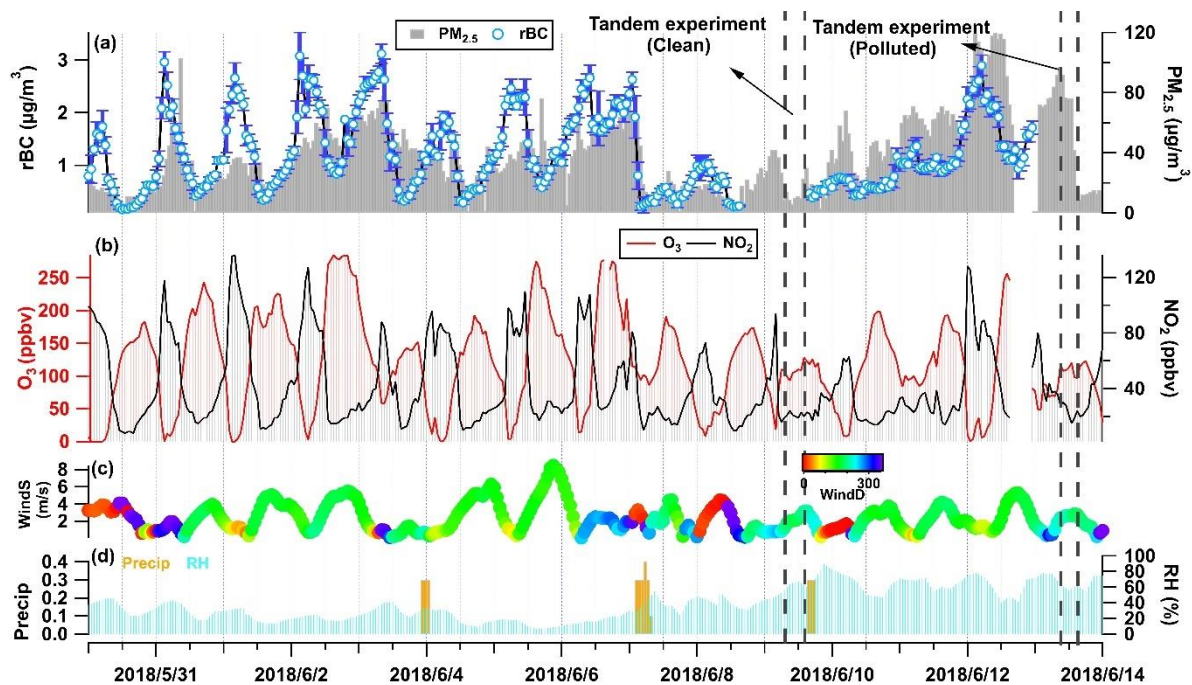 Tandem experiment
(Clean)
Tandem experiment
(Polluted)
(a)
PM2.5 rBC
rBC (µg/m³)
3
2
1
PM2.5 (µg/m³)
120
80
40
0
(b)
O3 NO2
O3 (ppbv)
250
200
150
100
50
0
NO2 (ppbv)
120
80
40
(c)
WindS
(m/s)
8
6
4
2
0 300
WindD
(d)
Precip RH
Precip
0.4
0.3
0.2
0.1
0.0
RH (%)
100
80
60
40
20
0
2018/5/31 2018/6/2 2018/6/4 2018/6/6 2018/6/8 2018/6/10 2018/6/12 2018/6/14